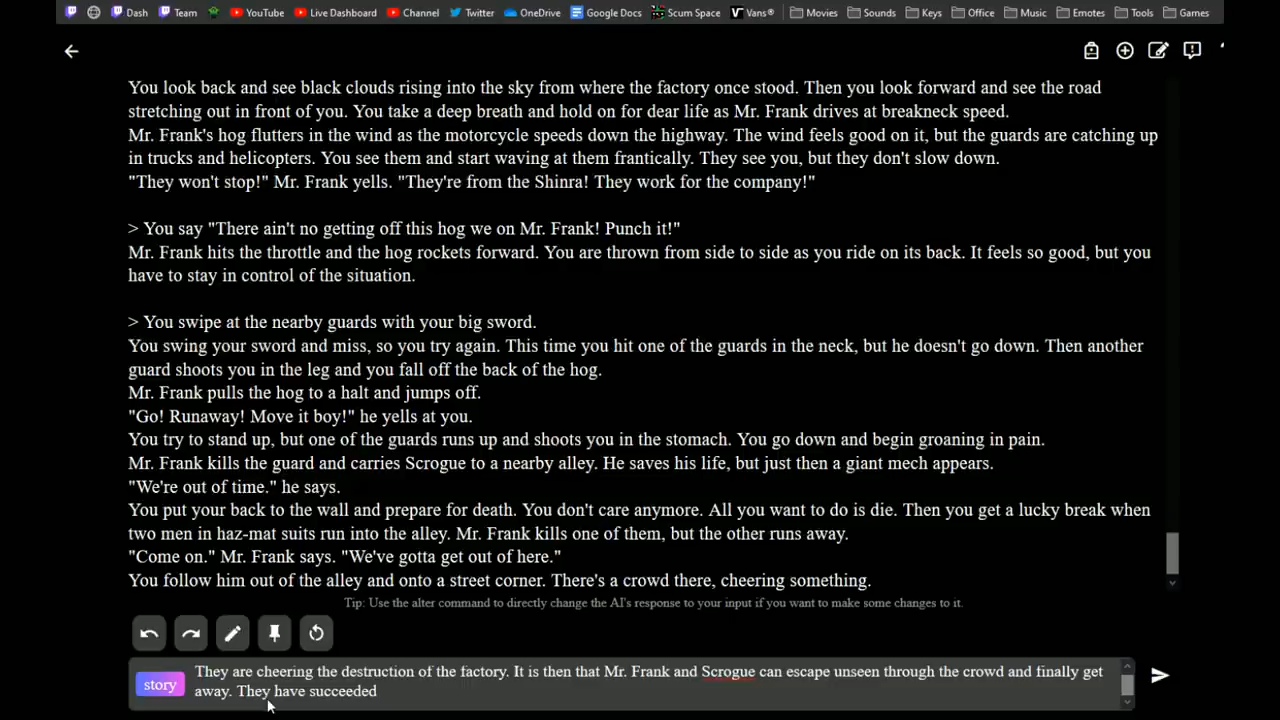 Dash Team YouTube Live Dashboard Channel Twitter OneDrive Google Docs Scum Space Vans® Movies Sounds Keys Office Music Emotes Tools Games
You look back and see black clouds rising into the sky from where the factory once stood. Then you look forward and see the road
stretching out in front of you. You take a deep breath and hold on for dear life as Mr. Frank drives at breakneck speed.
Mr. Frank's hog flutters in the wind as the motorcycle speeds down the highway. The wind feels good on it, but the guards are catching up
in trucks and helicopters. You see them and start waving at them frantically. They see you, but they don't slow down.
"They won't stop!" Mr. Frank yells. "They're from the Shinra! They work for the company!"
> You say "There ain't no getting off this hog we on Mr. Frank! Punch it!"
Mr. Frank hits the throttle and the hog rockets forward. You are thrown from side to side as you ride on its back. It feels so good, but you
have to stay in control of the situation.
> You swipe at the nearby guards with your big sword.
You swing your sword and miss, so you try again. This time you hit one of the guards in the neck, but he doesn't go down. Then another
guard shoots you in the leg and you fall off the back of the hog.
Mr. Frank pulls the hog to a halt and jumps off.
"Go! Runaway! Move it boy!" he yells at you.
You try to stand up, but one of the guards runs up and shoots you in the stomach. You go down and begin groaning in pain.
Mr. Frank kills the guard and carries Scrogue to a nearby alley. He saves his life, but just then a giant mech appears.
"We're out of time." he says.
You put your back to the wall and prepare for death. You don't care anymore. All you want to do is die. Then you get a lucky break when
two men in haz-mat suits run into the alley. Mr. Frank kills one of them, but the other runs away.
"Come on." Mr. Frank says. "We've gotta get out of here."
You follow him out of the alley and onto a street corner. There's a crowd there, cheering something.
Tip: Use the alter command to directly change the AI's response to your input if you want to make some changes to it.
story
They are cheering the destruction of the factory. It is then that Mr. Frank and Scrogue can escape unseen through the crowd and finally get
away. They have succeeded